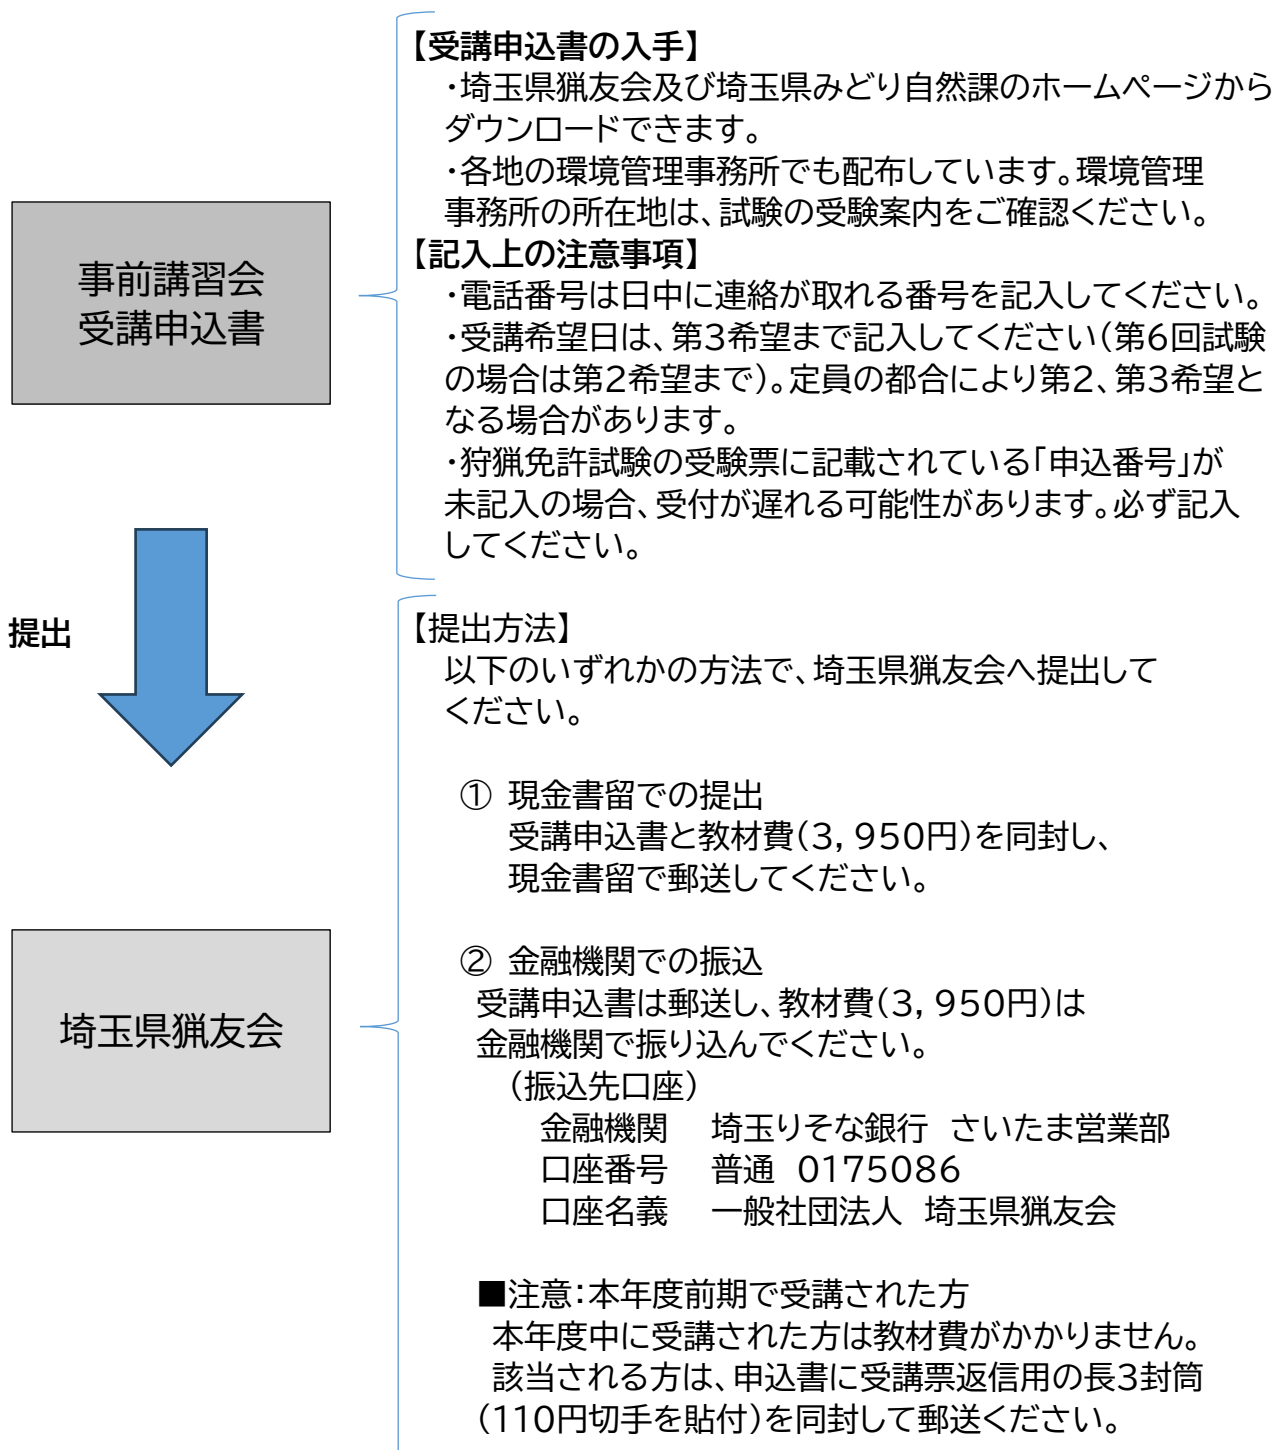 【受講申込書の入手】
・埼玉県猟友会及び埼玉県みどり自然課のホームページから
ダウンロードできます。
・各地の環境管理事務所でも配布しています。環境管理
事務所の所在地は、試験の受験案内をご確認ください。
事前講習会
受講申込書
【記入上の注意事項】
・電話番号は日中に連絡が取れる番号を記入してください。
・受講希望日は、第3希望まで記入してください(第6回試験
の場合は第2希望まで)。定員の都合により第2、第3希望と
なる場合があります。
・狩猟免許試験の受験票に記載されている「申込番号」が
未記入の場合、受付が遅れる可能性があります。必ず記入
してください。
提出
【提出方法】
以下のいずれかの方法で、埼玉県猟友会へ提出して
ください。
① 現金書留での提出
受講申込書と教材費(3,950円)を同封し、
現金書留で郵送してください。
埼玉県猟友会
② 金融機関での振込
受講申込書は郵送し、教材費(3,950円)は
金融機関で振り込んでください。
(振込先口座)
金融機関 埼玉りそな銀行 さいたま営業部
口座番号 普通 0175086
口座名義 一般社団法人 埼玉県猟友会
■注意:本年度前期で受講された方
本年度中に受講された方は教材費がかかりません。
該当される方は、申込書に受講票返信用の長3封筒
(110円切手を貼付)を同封して郵送ください。